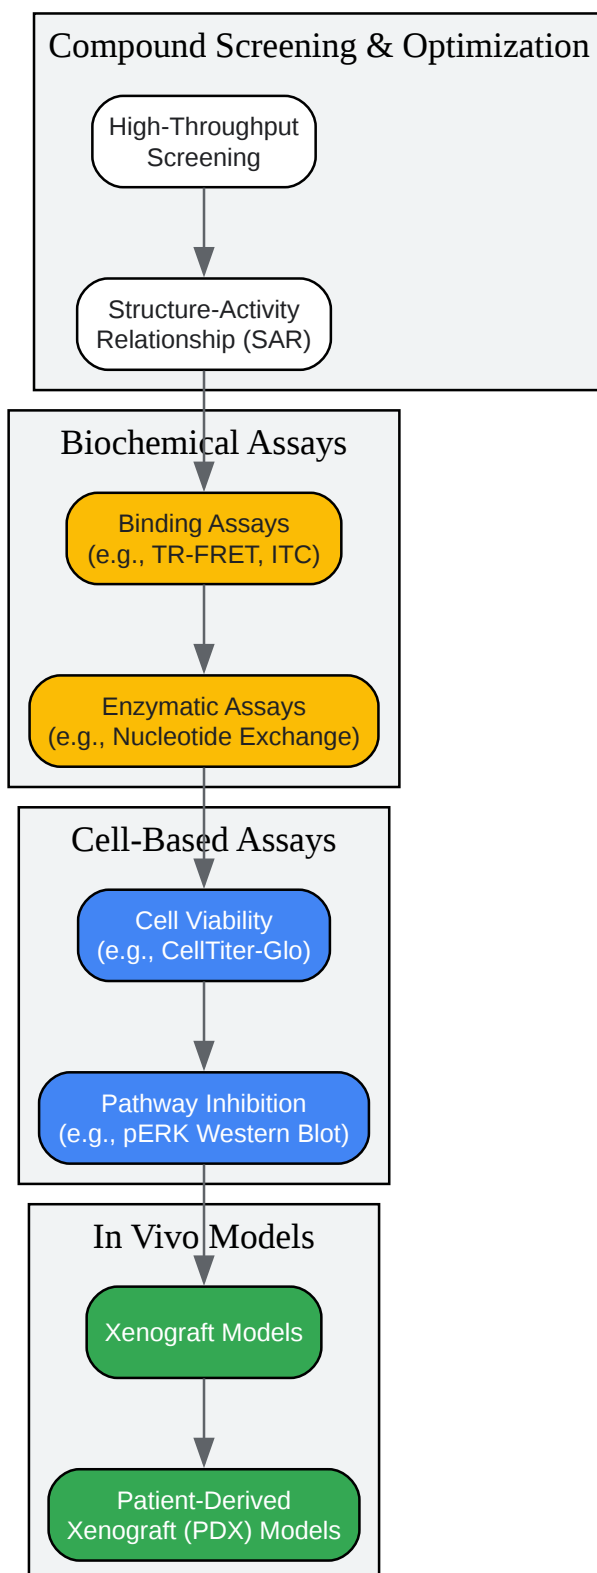 Compound Screening & Optimization
High-Throughput
Screening
Structure-Activity
Relationship (SAR)
Biochemical Assays
Binding Assays
(e.g., TR-FRET, ITC)
Enzymatic Assays
(e.g., Nucleotide Exchange)
Cell-Based Assays
Cell Viability
(e.g., CellTiter-Glo)
Pathway Inhibition
(e.g., pERK Western Blot)
In Vivo Models
Xenograft Models
Patient-Derived
Xenograft (PDX) Models